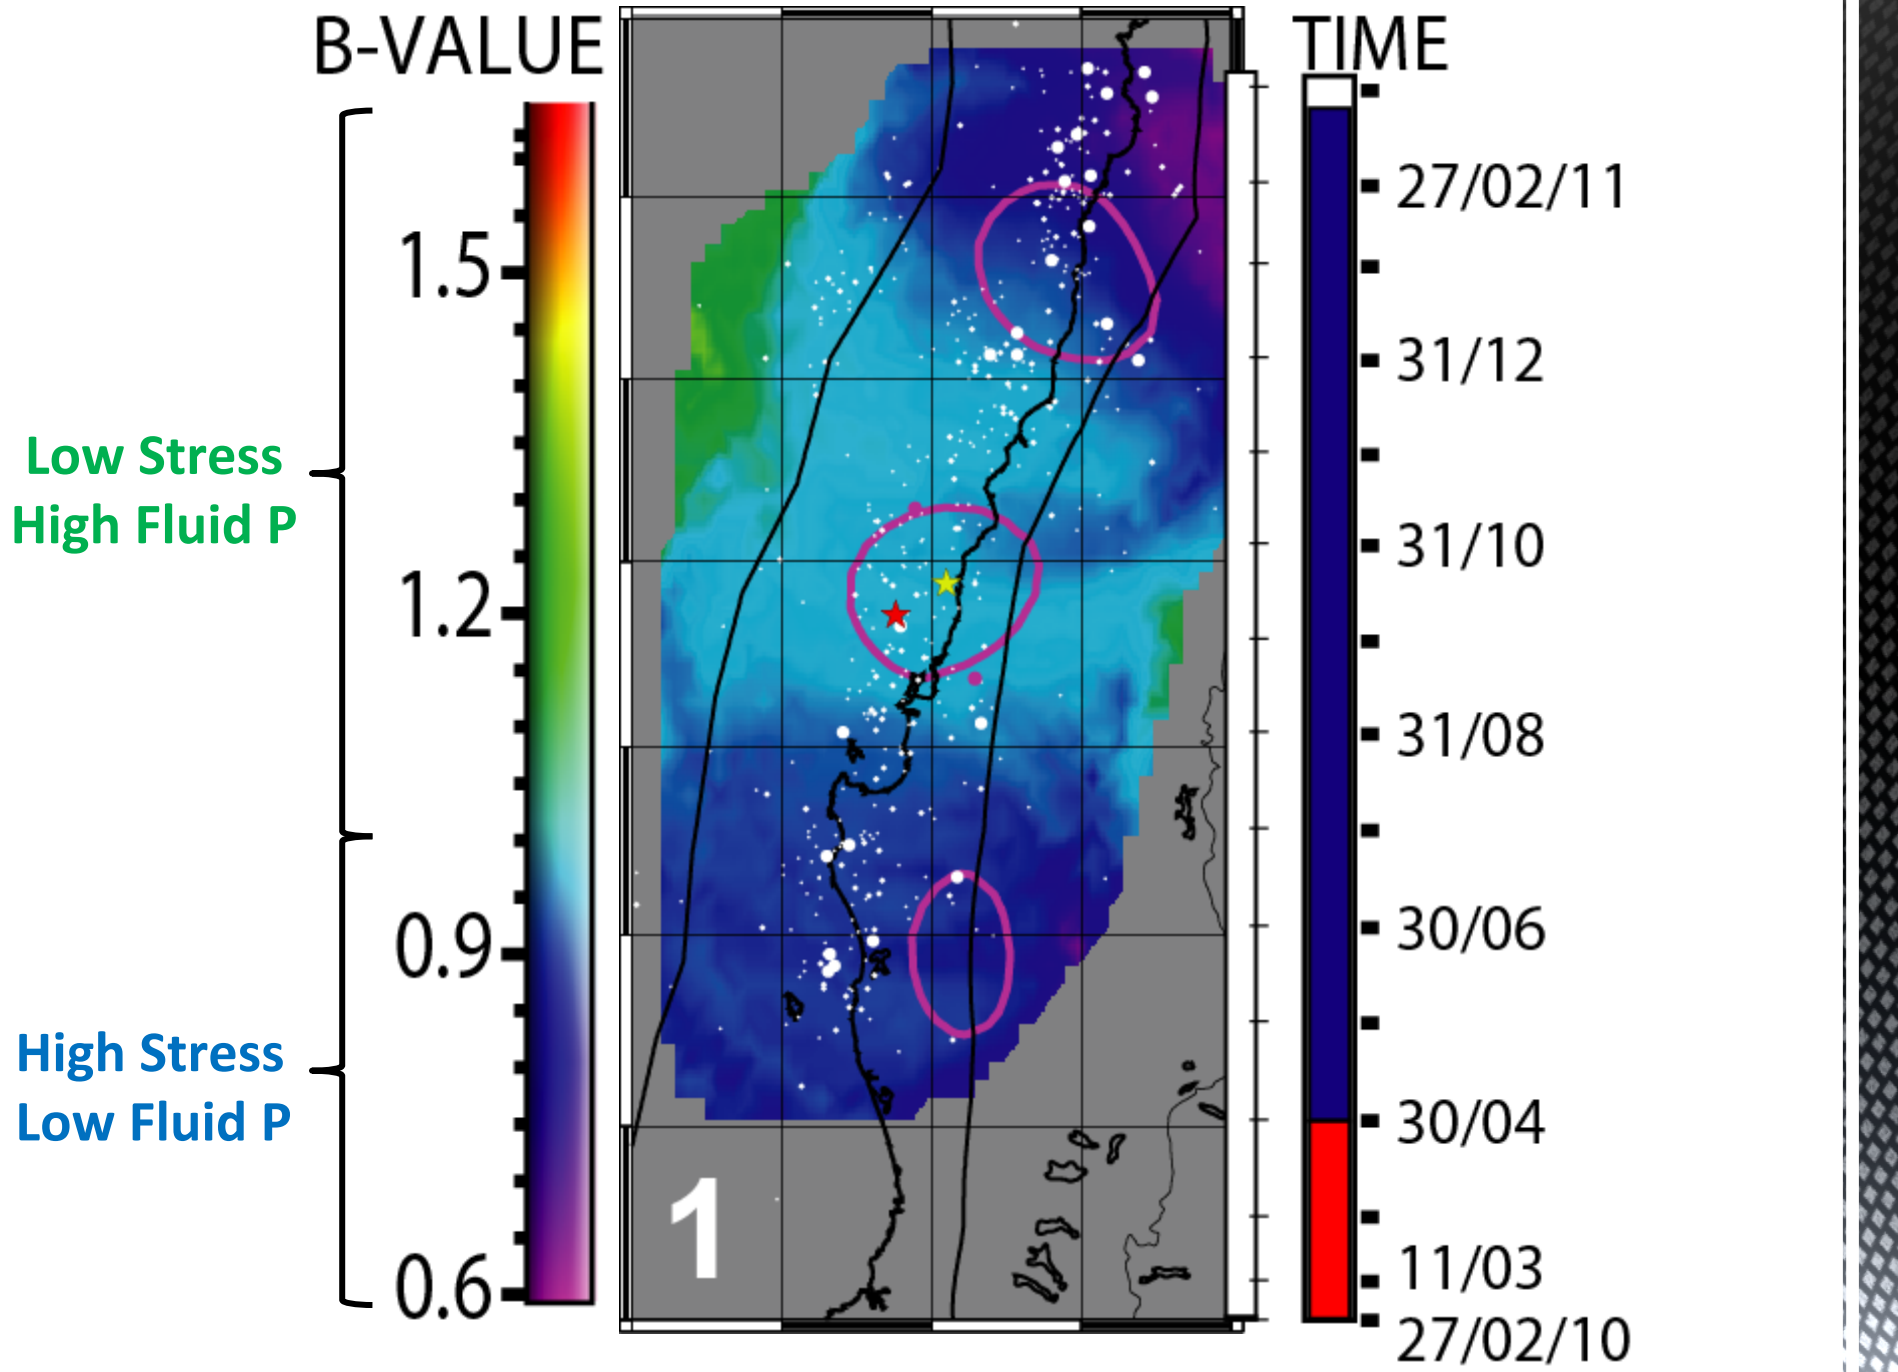 B-VALUE
1.5
1.2
0.9
0.6
Low Stress
High Fluid P
High Stress
Low Fluid P
1
TIME
27/02/11
31/12
31/10
31/08
30/06
30/04
11/03
27/02/10